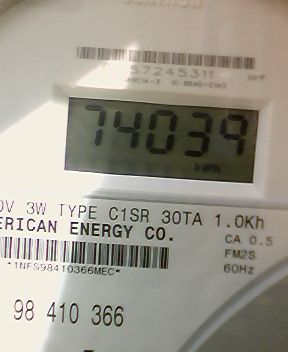 57245311
74039
kWh
V 3W TYPE C1SR 30TA 1.0Kh
ERICAN ENERGY CO.
CA 0.5
FM2S
60Hz
*1NFS98410366MEC*
98 410 366